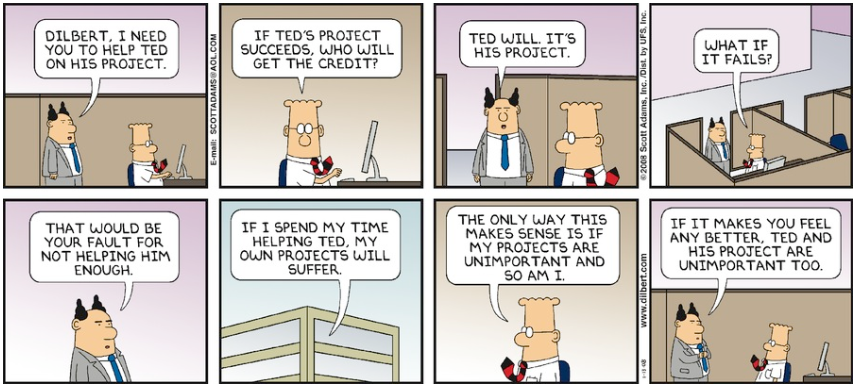 DILBERT, I NEED
YOU TO HELP TED
ON HIS PROJECT.
E-mail: SCOTTADAMS@AOL.COM
IF TED'S PROJECT
SUCCEEDS, WHO WILL
GET THE CREDIT?
TED WILL. IT'S
HIS PROJECT.
©2008 Scott Adams, Inc./Dist. by UFS, Inc.
WHAT IF
IT FAILS?
THAT WOULD BE
YOUR FAULT FOR
NOT HELPING HIM
ENOUGH.
IF I SPEND MY TIME
HELPING TED, MY
OWN PROJECTS WILL
SUFFER.
THE ONLY WAY THIS
MAKES SENSE IS IF
MY PROJECTS ARE
UNIMPORTANT AND
SO AM I.
www.dilbert.com
IF IT MAKES YOU FEEL
ANY BETTER, TED AND
HIS PROJECT ARE
UNIMPORTANT TOO.